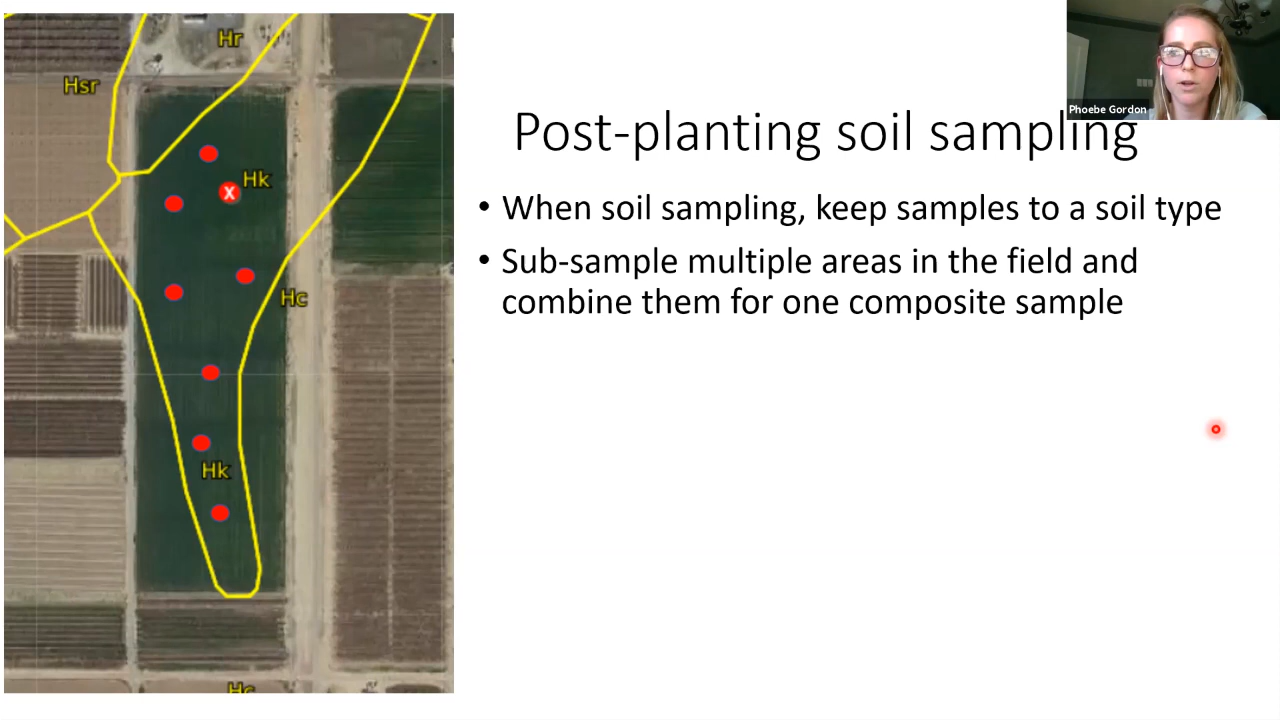 Hr
Hsr
X
Hk
Hc
Hk
Hc
Phoebe Gordon
Post-planting soil sampling
• When soil sampling, keep samples to a soil type
• Sub-sample multiple areas in the field and
combine them for one composite sample